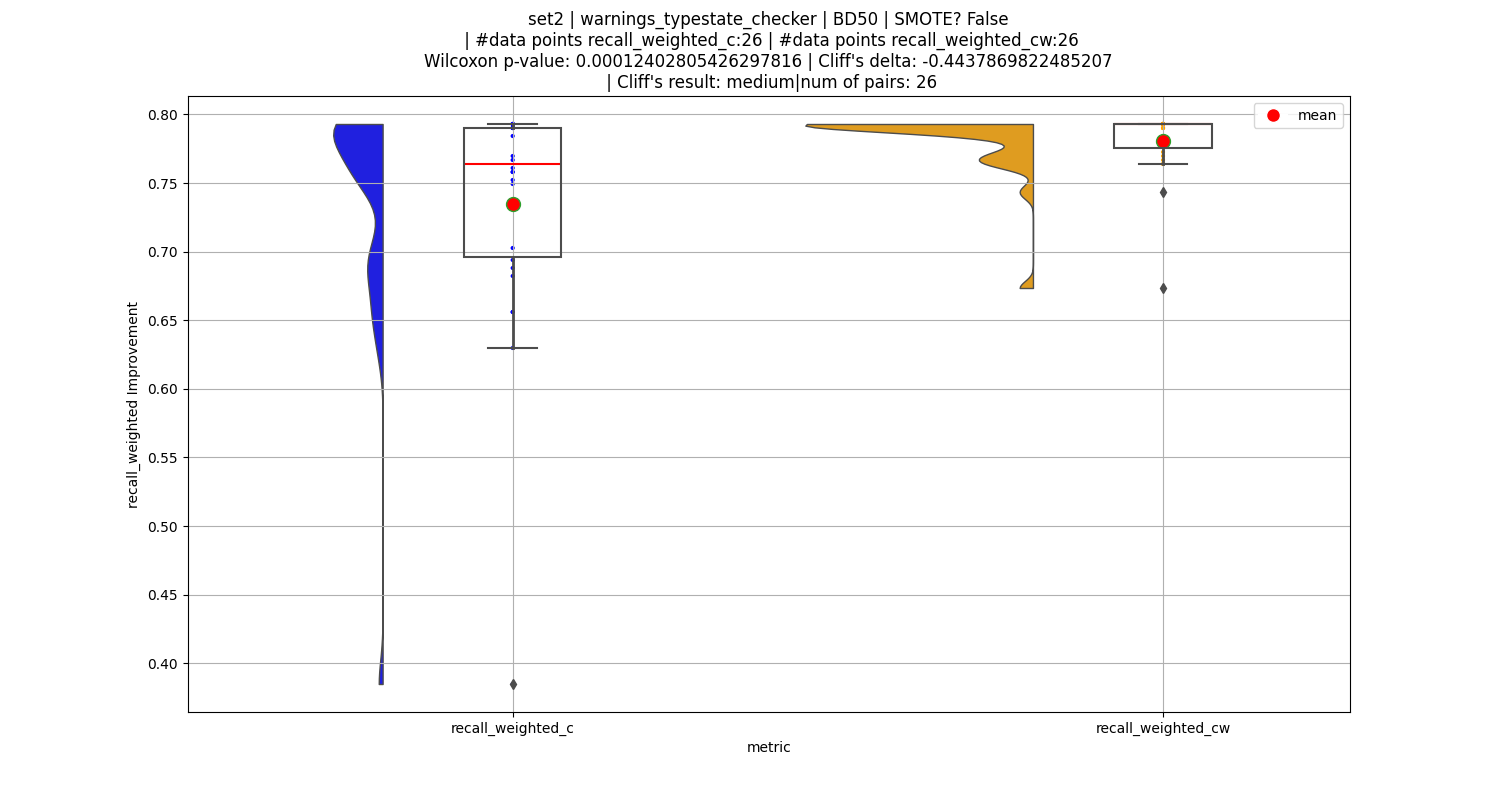 set2 | warnings_typestate_checker | BD50 | SMOTE? False
| #data points recall_weighted_c:26 | #data points recall_weighted_cw:26
Wilcoxon p-value: 0.00012402805426297816 | Cliff's delta: -0.4437869822485207
| Cliff's result: medium|num of pairs: 26
mean
recall_weighted Improvement
0.80
0.75
0.70
0.65
0.60
0.55
0.50
0.45
0.40
recall_weighted_c
recall_weighted_cw
metric